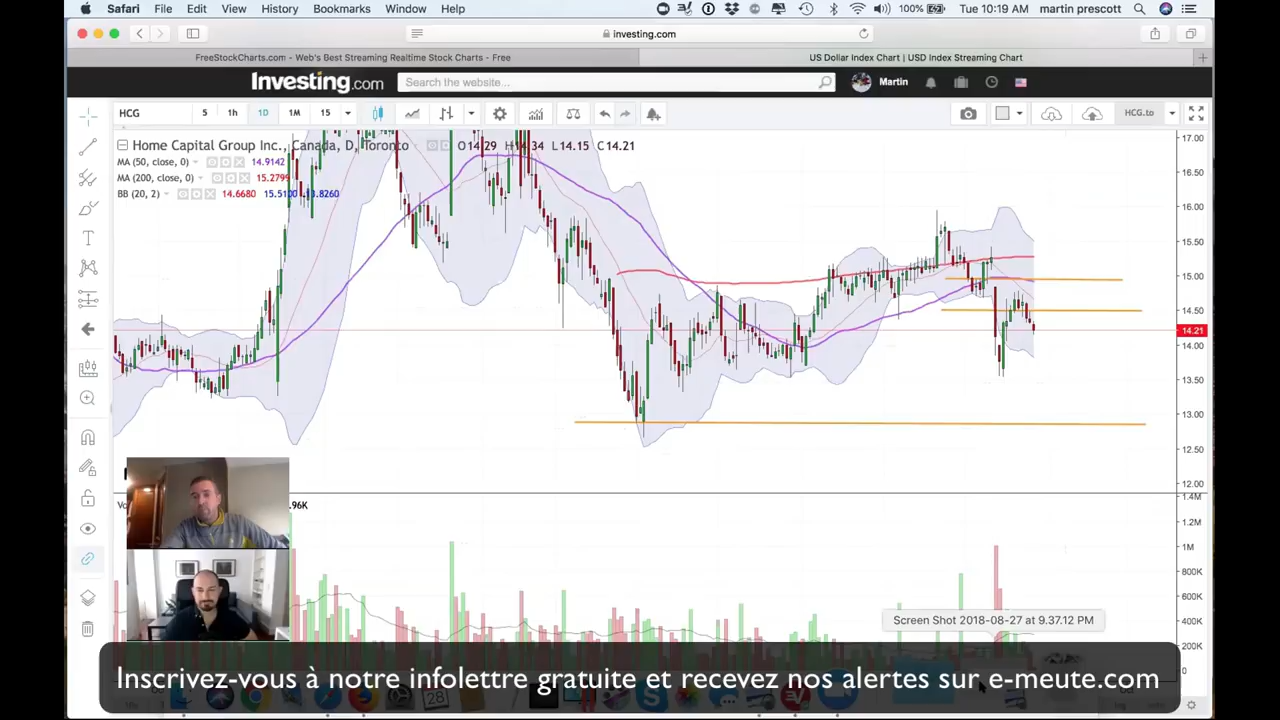 Safari File Edit View History Bookmarks Window Help 100% Tue 10:19 AM martin prescott
investing.com
FreeStockCharts.com - Web's Best Streaming Realtime Stock Charts - Free US Dollar Index Chart | USD Index Streaming Chart
Investing.com Search the website... Martin
HCG 5 1h 1D 1M 15 HCG.to
Home Capital Group Inc., Canada, D, Toronto O14.29 H14.34 L14.15 C14.21
MA (50, close, 0) 14.9142
MA (200, close, 0) 15.2799
BB (20, 2) 14.6680
17.00
16.50
16.00
15.50
15.00
14.50
14.21
14.00
13.50
13.00
12.50
12.00
1.4M
.96K
1.2M
1M
800K
600K
400K
Screen Shot 2018-08-27 at 9.37.12 PM
200K
0
Inscrivez-vous à notre infolettre gratuite et recevez nos alertes sur e-meute.com